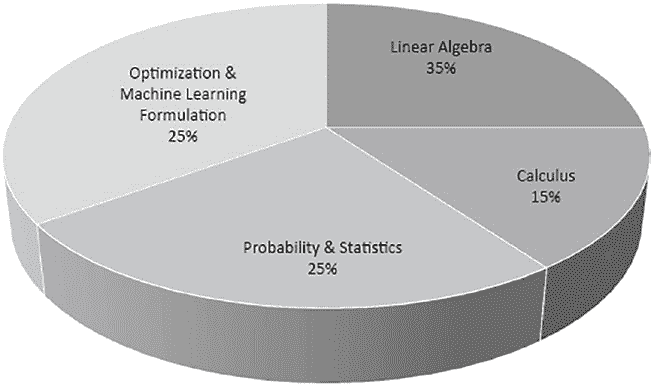 Linear Algebra
35%
Optimization &
Machine Learning
Formulation
25%
Calculus
15%
Probability & Statistics
25%